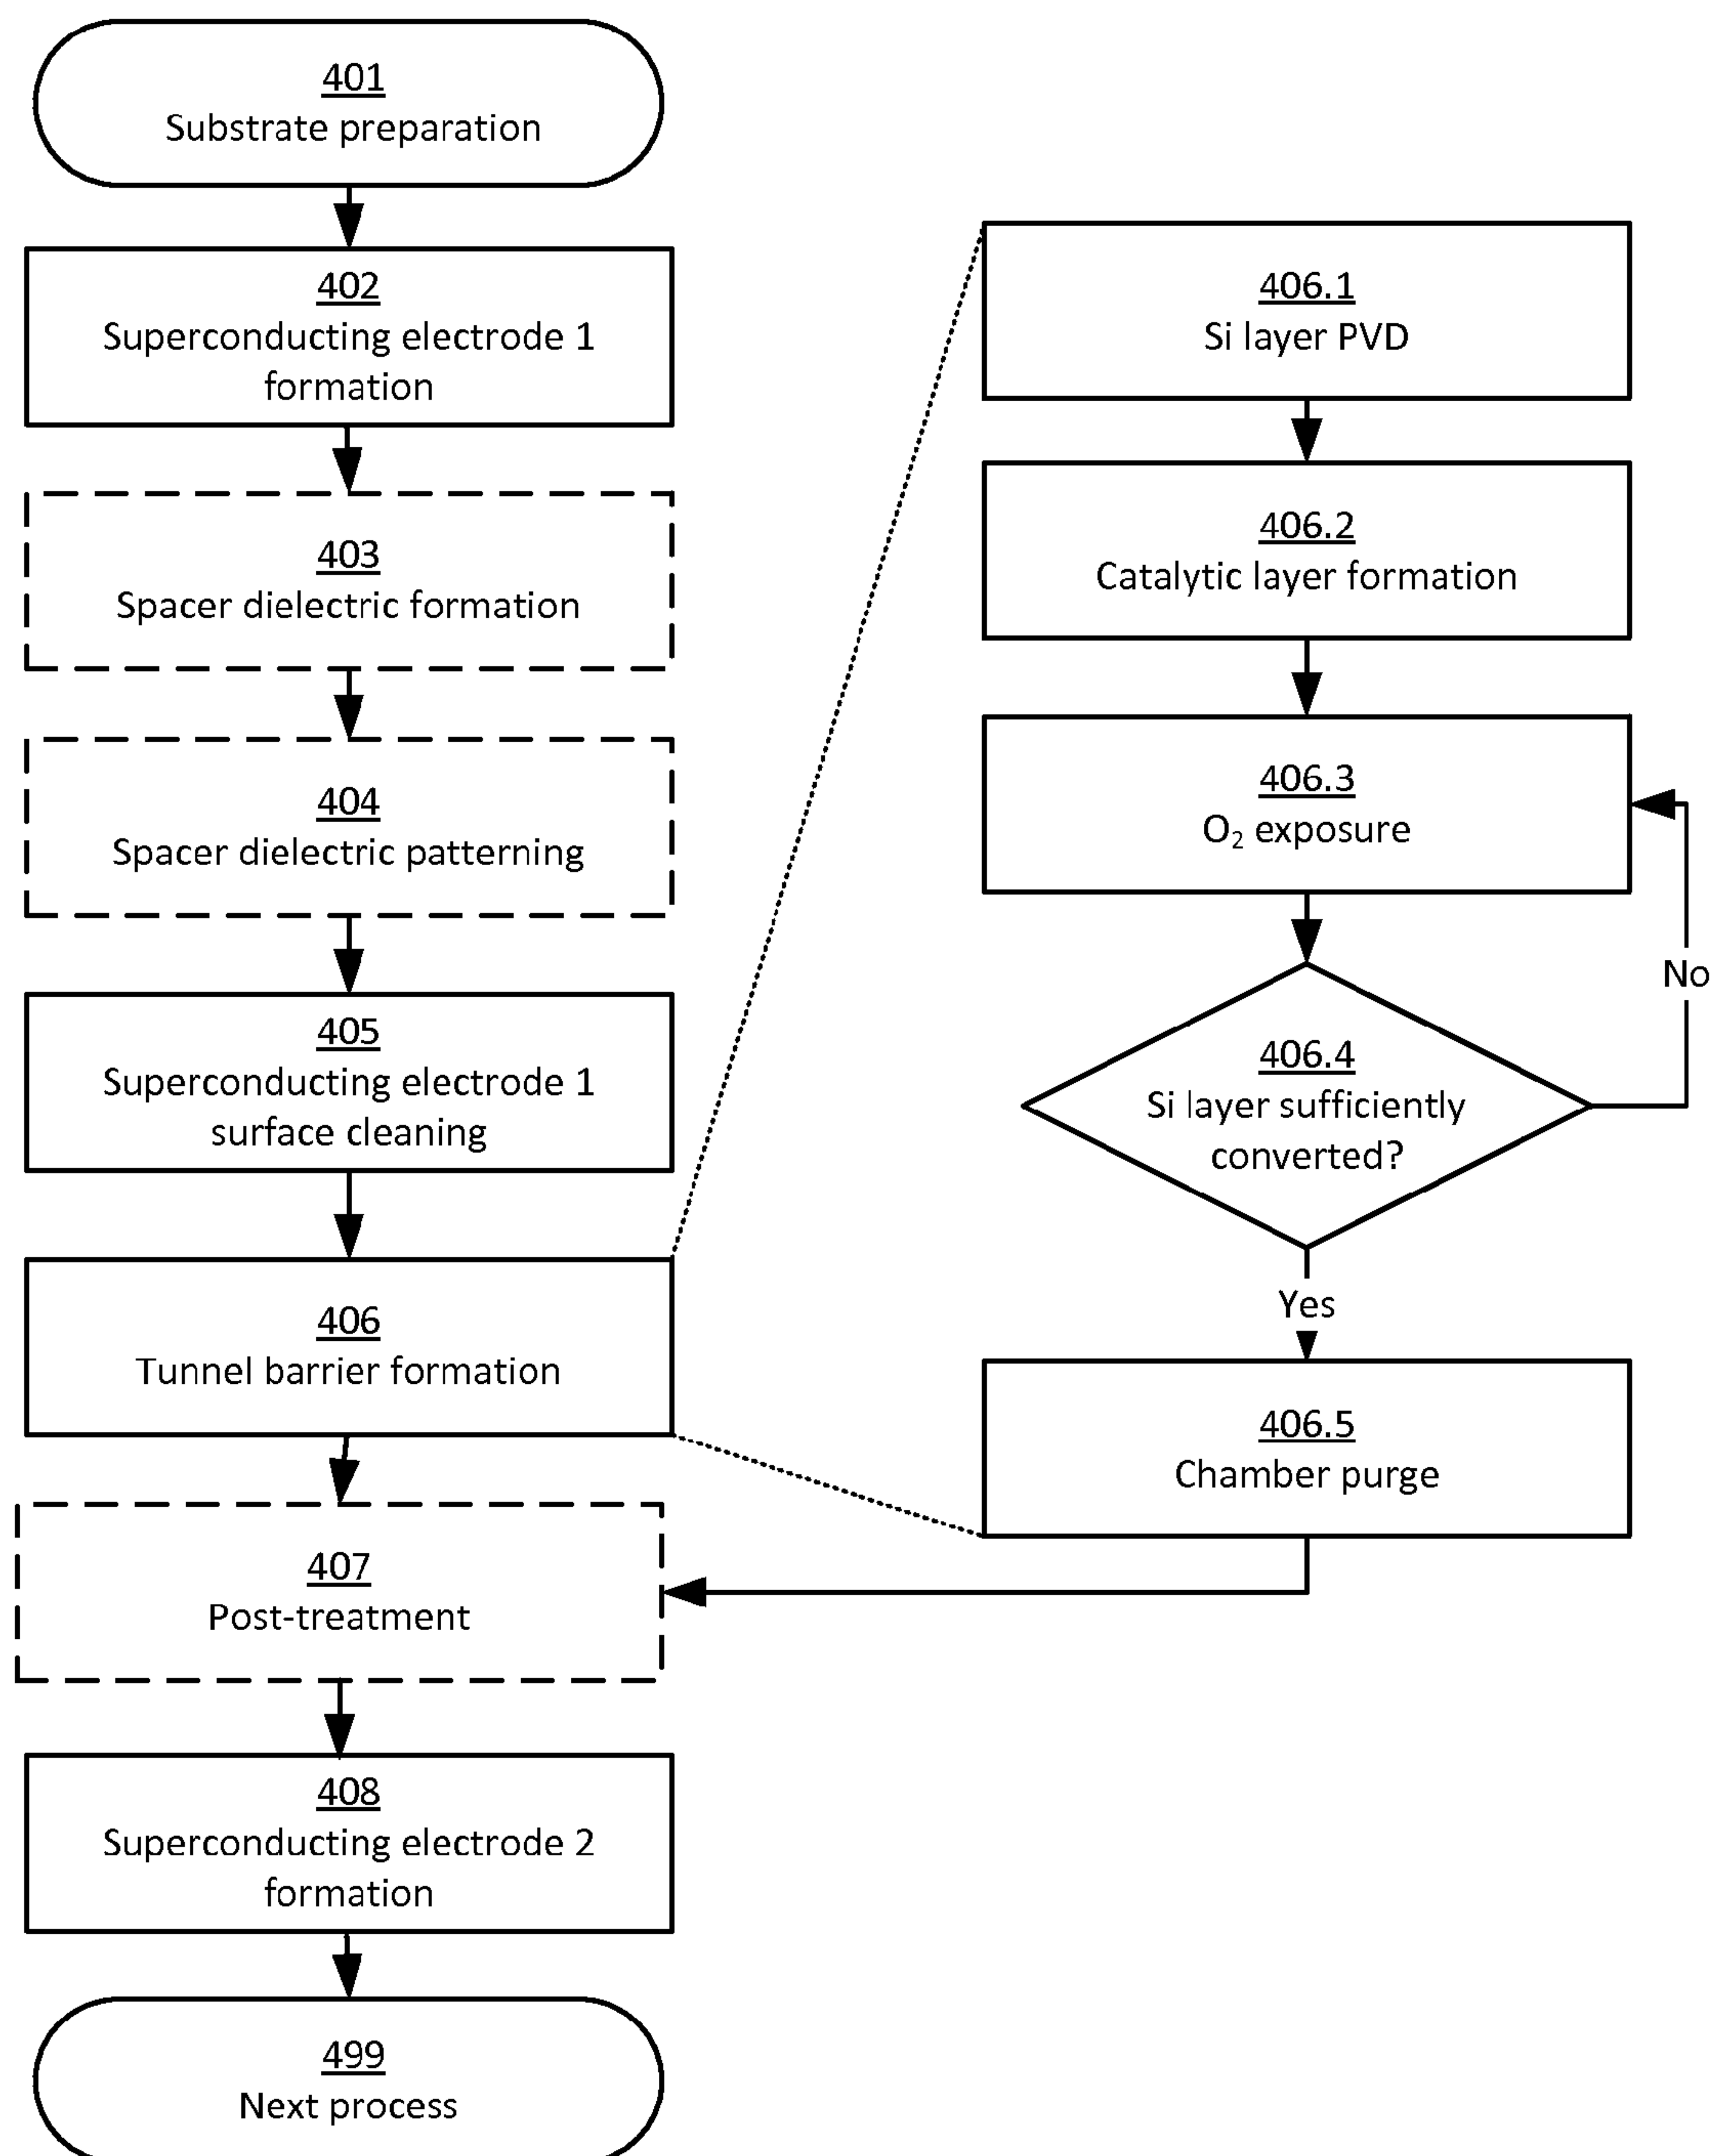 401
Substrate preparation
402
Superconducting electrode 1
formation
403
Spacer dielectric formation
404
Spacer dielectric patterning
405
Superconducting electrode 1
surface cleaning
406
Tunnel barrier formation
407
Post-treatment
408
Superconducting electrode 2
formation
499
Next process
406.1
Si layer PVD
406.2
Catalytic layer formation
406.3
O₂ exposure
406.4
Si layer sufficiently
converted?
No
Yes
406.5
Chamber purge